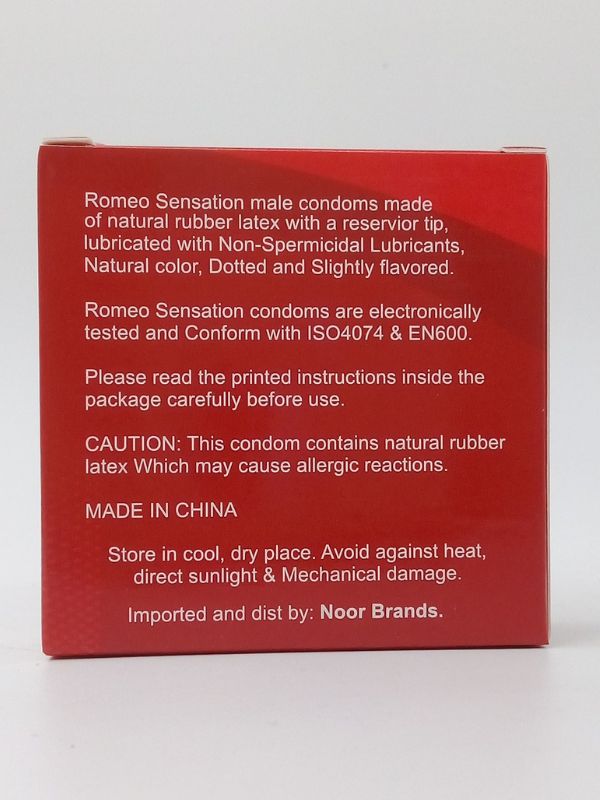 Romeo Sensation male condoms made
of natural rubber latex with a reservior tip,
lubricated with Non-Spermicidal Lubricants,
Natural color, Dotted and Slightly flavored.
Romeo Sensation condoms are electronically
tested and Conform with ISO4074 & EN600.
Please read the printed instructions inside the
package carefully before use.
CAUTION: This condom contains natural rubber
latex Which may cause allergic reactions.
MADE IN CHINA
Store in cool, dry place. Avoid against heat,
direct sunlight & Mechanical damage.
Imported and dist by: Noor Brands.